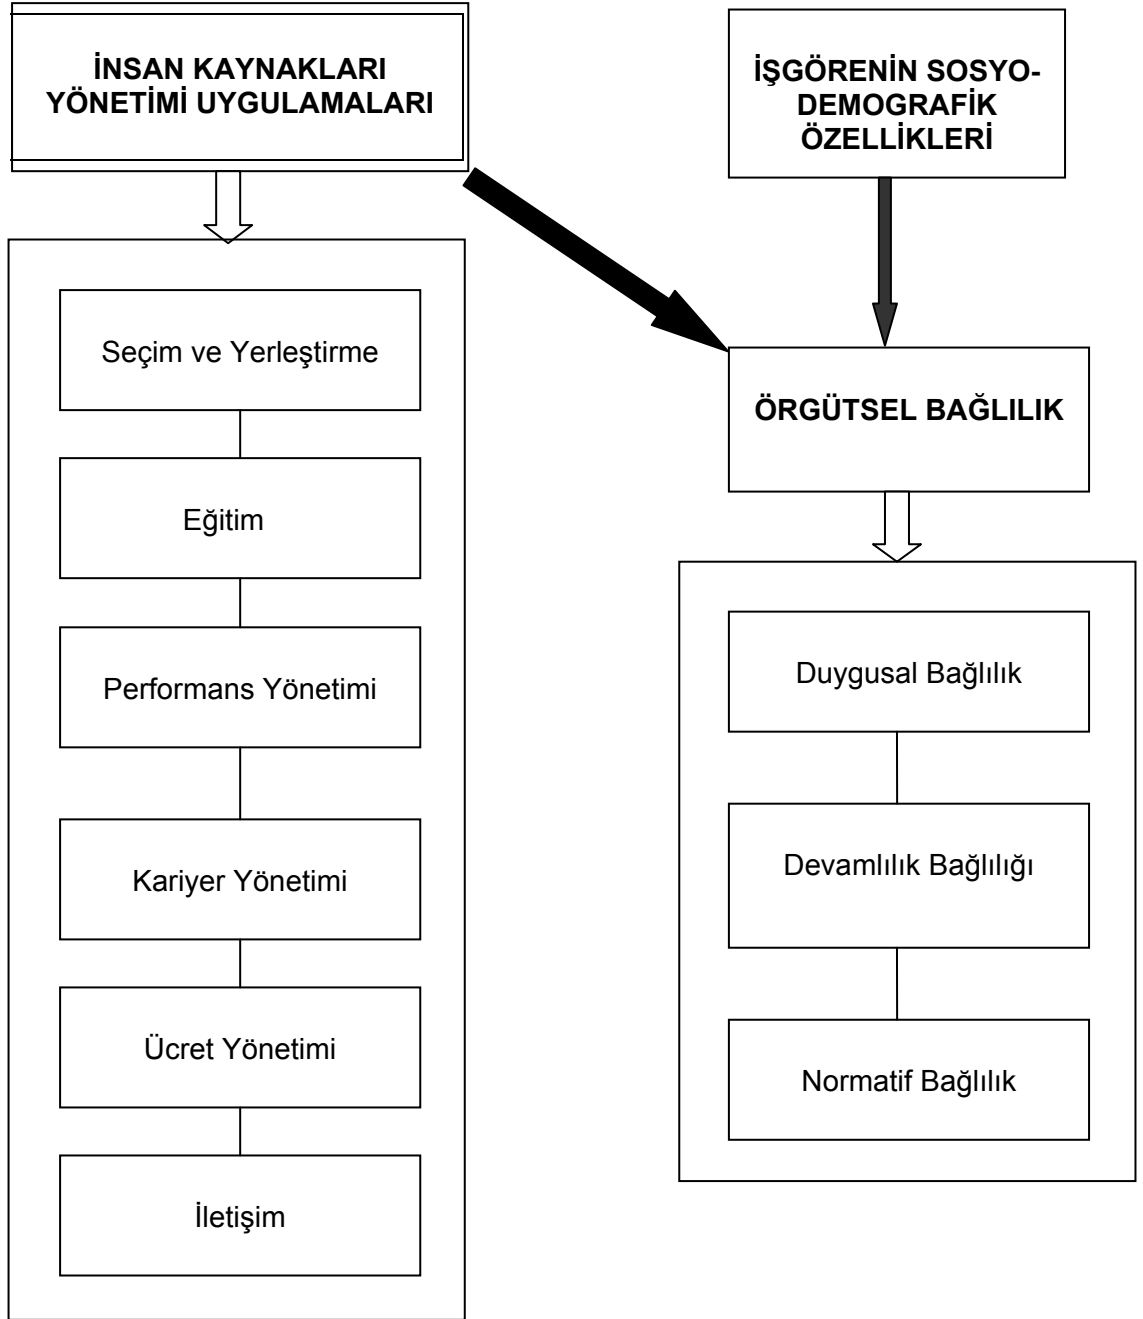 İNSAN KAYNAKLARI
YÖNETİMİ UYGULAMALARI
Seçim ve Yerleştirme
Eğitim
Performans Yönetimi
Kariyer Yönetimi
Ücret Yönetimi
İletişim
İŞGÖRENİN SOSYO-
DEMOGRAFİK
ÖZELLİKLERİ
ÖRGÜTSEL BAĞLILIK
Duygusal Bağlılık
Devamlılık Bağlılığı
Normatif Bağlılık